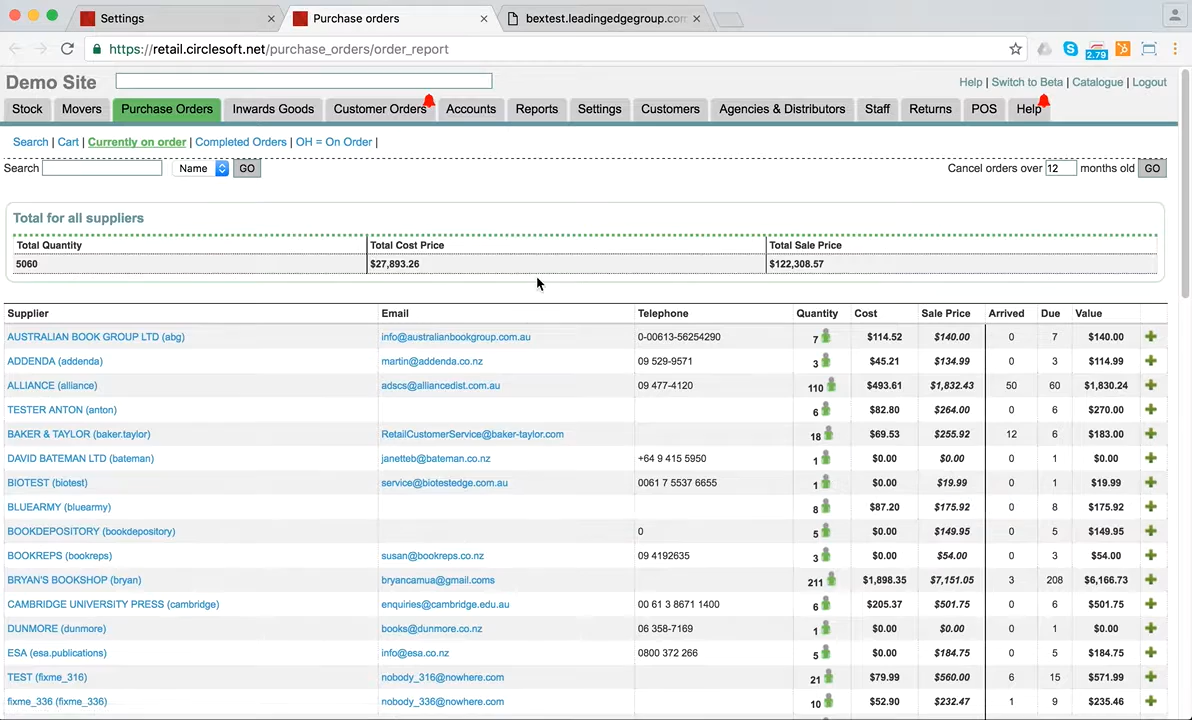 Settings × Purchase orders × bextest.leadingedgegroup.com ×
https://retail.circlesoft.net/purchase_orders/order_report 2.79
Demo Site
Help | Switch to Beta | Catalogue | Logout
Stock Movers Purchase Orders Inwards Goods Customer Orders Accounts Reports Settings Customers Agencies & Distributors Staff Returns POS Help
Search | Cart | Currently on order | Completed Orders | OH = On Order |
Search Name GO Cancel orders over 12 months old GO
Total for all suppliers
Total Quantity Total Cost Price Total Sale Price
5060 $27,893.26 $122,308.57
Supplier Email Telephone Quantity Cost Sale Price Arrived Due Value
AUSTRALIAN BOOK GROUP LTD (abg) info@australianbookgroup.com.au 0-00613-56254290 7 $114.52 $140.00 0 7 $140.00
ADDENDA (addenda) martin@addenda.co.nz 09 529-9571 3 $45.21 $134.99 0 3 $114.99
ALLIANCE (alliance) adscs@alliancedist.com.au 09 477-4120 110 $493.61 $1,832.43 50 60 $1,830.24
TESTER ANTON (anton) 6 $82.80 $264.00 0 6 $270.00
BAKER & TAYLOR (baker.taylor) RetailCustomerService@baker-taylor.com 18 $69.53 $255.92 12 6 $183.00
DAVID BATEMAN LTD (bateman) janetteb@bateman.co.nz +64 9 415 5950 1 $0.00 $0.00 0 1 $0.00
BIOTEST (biotest) service@biotestedge.com.au 0061 7 5537 6655 1 $0.00 $19.99 0 1 $19.99
BLUEARMY (bluearmy) 8 $87.20 $175.92 0 8 $175.92
BOOKDEPOSITORY (bookdepository) 0 5 $0.00 $149.95 0 5 $149.95
BOOKREPS (bookreps) susan@bookreps.co.nz 09 4192635 3 $0.00 $54.00 0 3 $54.00
BRYAN'S BOOKSHOP (bryan) bryancamua@gmail.coms 211 $1,898.35 $7,151.05 3 208 $6,166.73
CAMBRIDGE UNIVERSITY PRESS (cambridge) enquiries@cambridge.edu.au 00 61 3 8671 1400 6 $205.37 $501.75 0 6 $501.75
DUNMORE (dunmore) books@dunmore.co.nz 06 358-7169 1 $0.00 $0.00 0 1 $0.00
ESA (esa.publications) info@esa.co.nz 0800 372 266 5 $0.00 $184.75 0 5 $184.75
TEST (fixme_316) nobody_316@nowhere.com 21 $79.99 $560.00 6 15 $571.99
fixme_336 (fixme_336) nobody_336@nowhere.com 10 $52.90 $232.47 1 9 $235.46